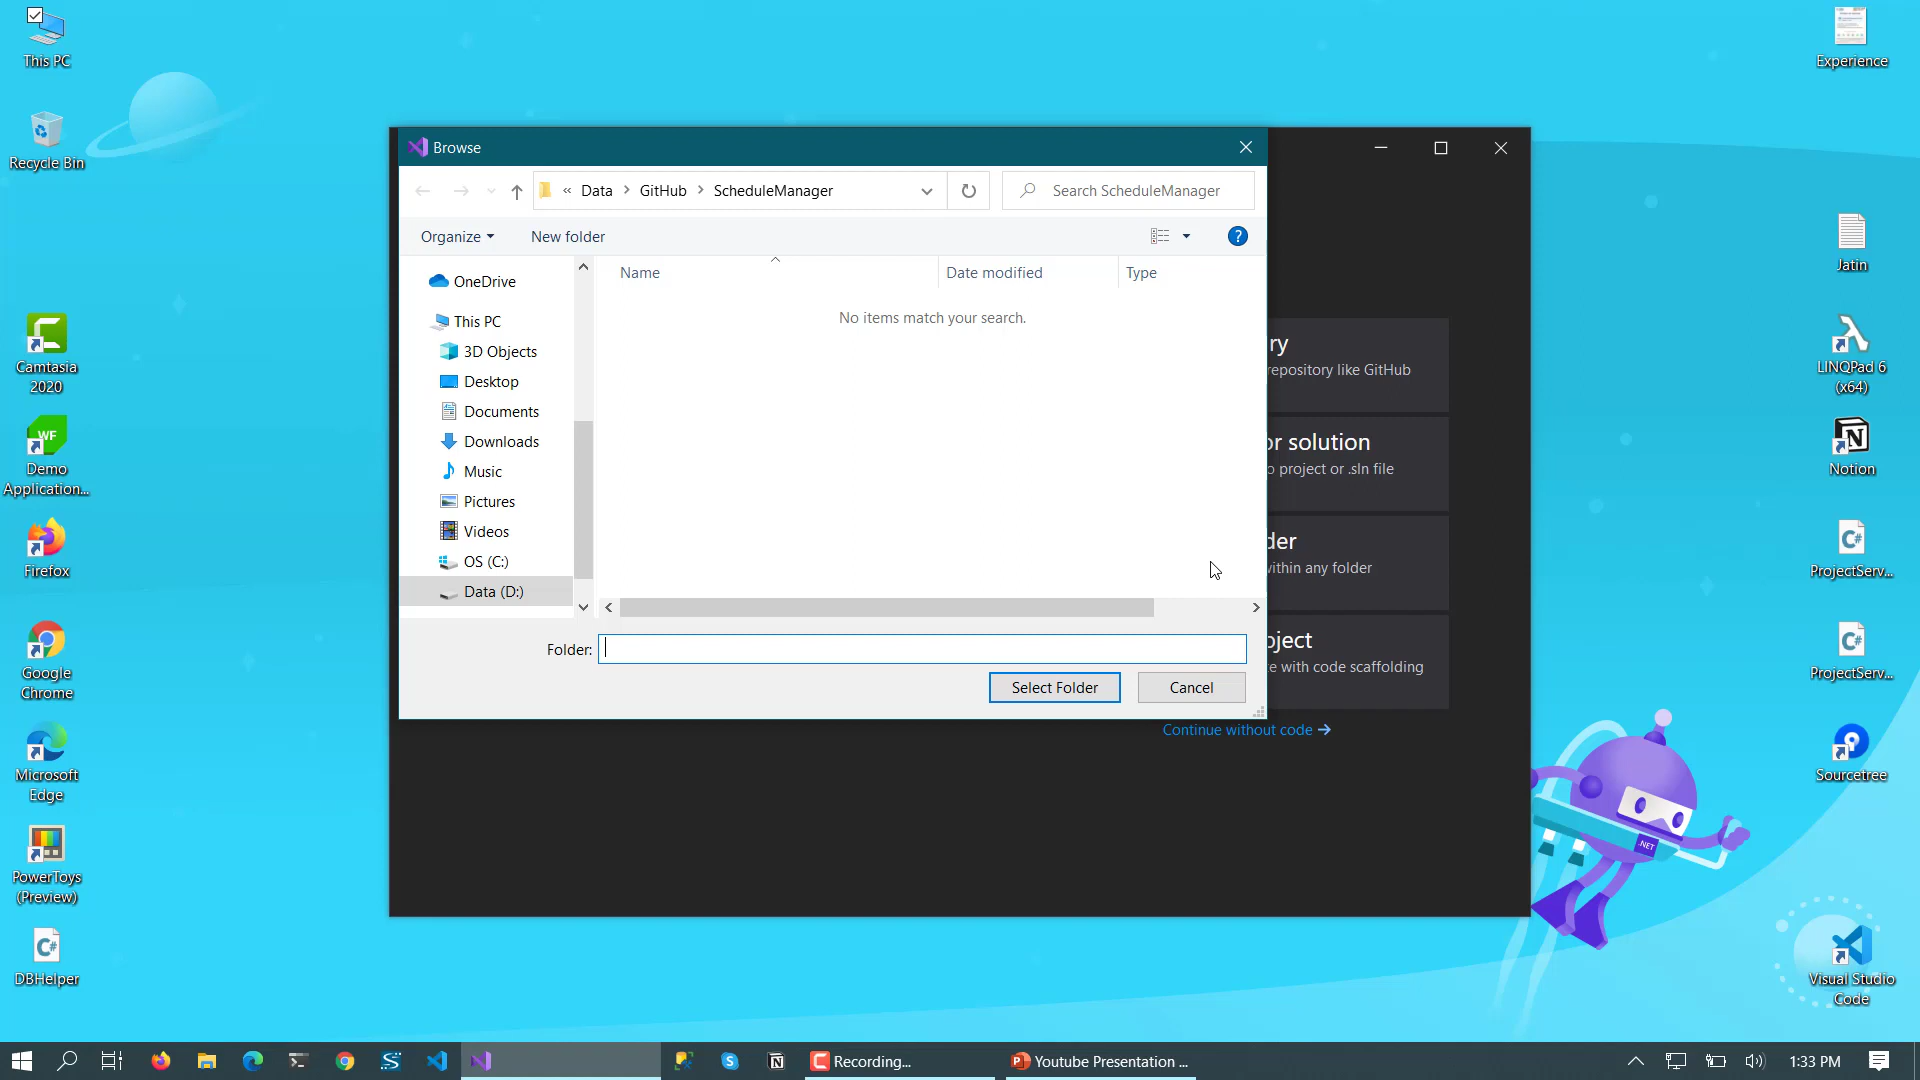 This PC
Recycle Bin
Camtasia
2020
WF
Demo
Application...
Firefox
Google
Chrome
Microsoft
Edge
PowerToys
(Preview)
C#
DBHelper
Browse
« Data > GitHub > ScheduleManager
Search ScheduleManager
Organize
New folder
?
Name
Date modified
Type
No items match your search.
OneDrive
This PC
3D Objects
Desktop
Documents
Downloads
Music
Pictures
Videos
OS (C:)
Data (D:)
Folder:
Select Folder
Cancel
ry
repository like GitHub
or solution
o project or .sln file
der
within any folder
oject
e with code scaffolding
Continue without code →
.NET
Experience
Jatin
LINQPad 6
(x64)
N
Notion
C#
ProjectServ...
C#
ProjectServ...
Sourcetree
Visual Studio
Code
Recording...
Youtube Presentation ...
1:33 PM